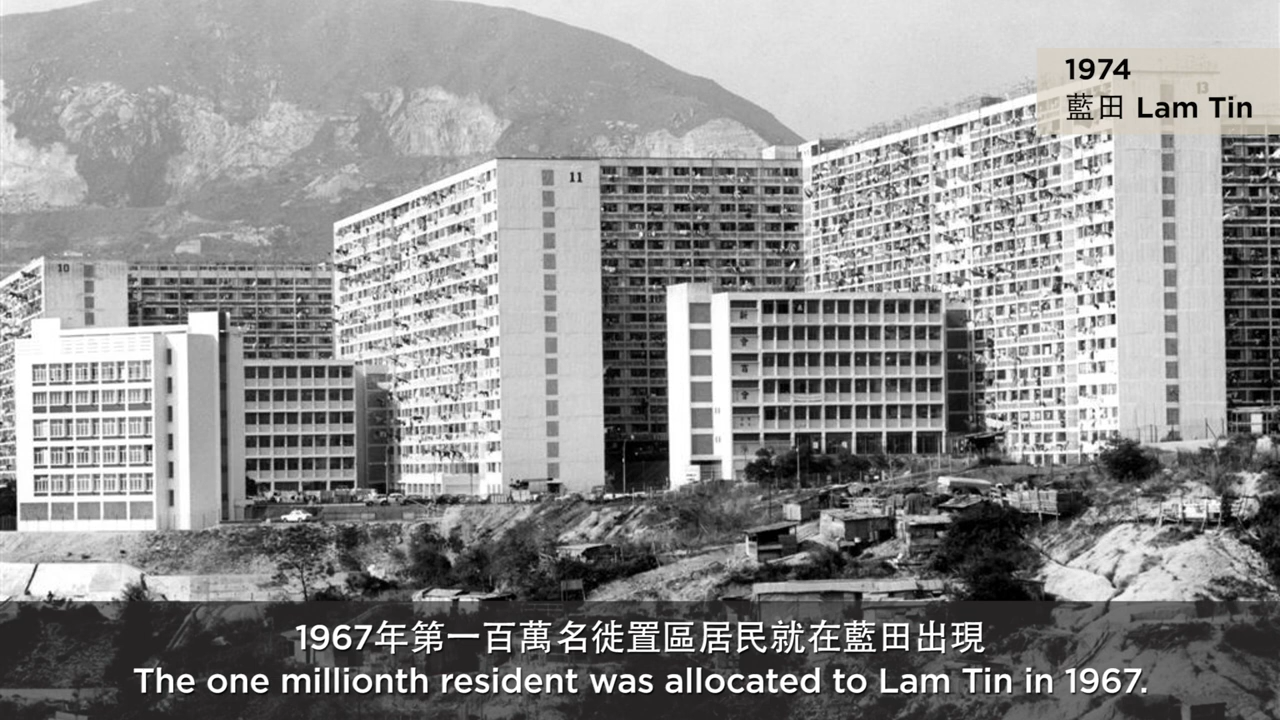 1974
藍田 Lam Tin
13
11
10
1967年第一百萬名徙置區居民就在藍田出現
The one millionth resident was allocated to Lam Tin in 1967.